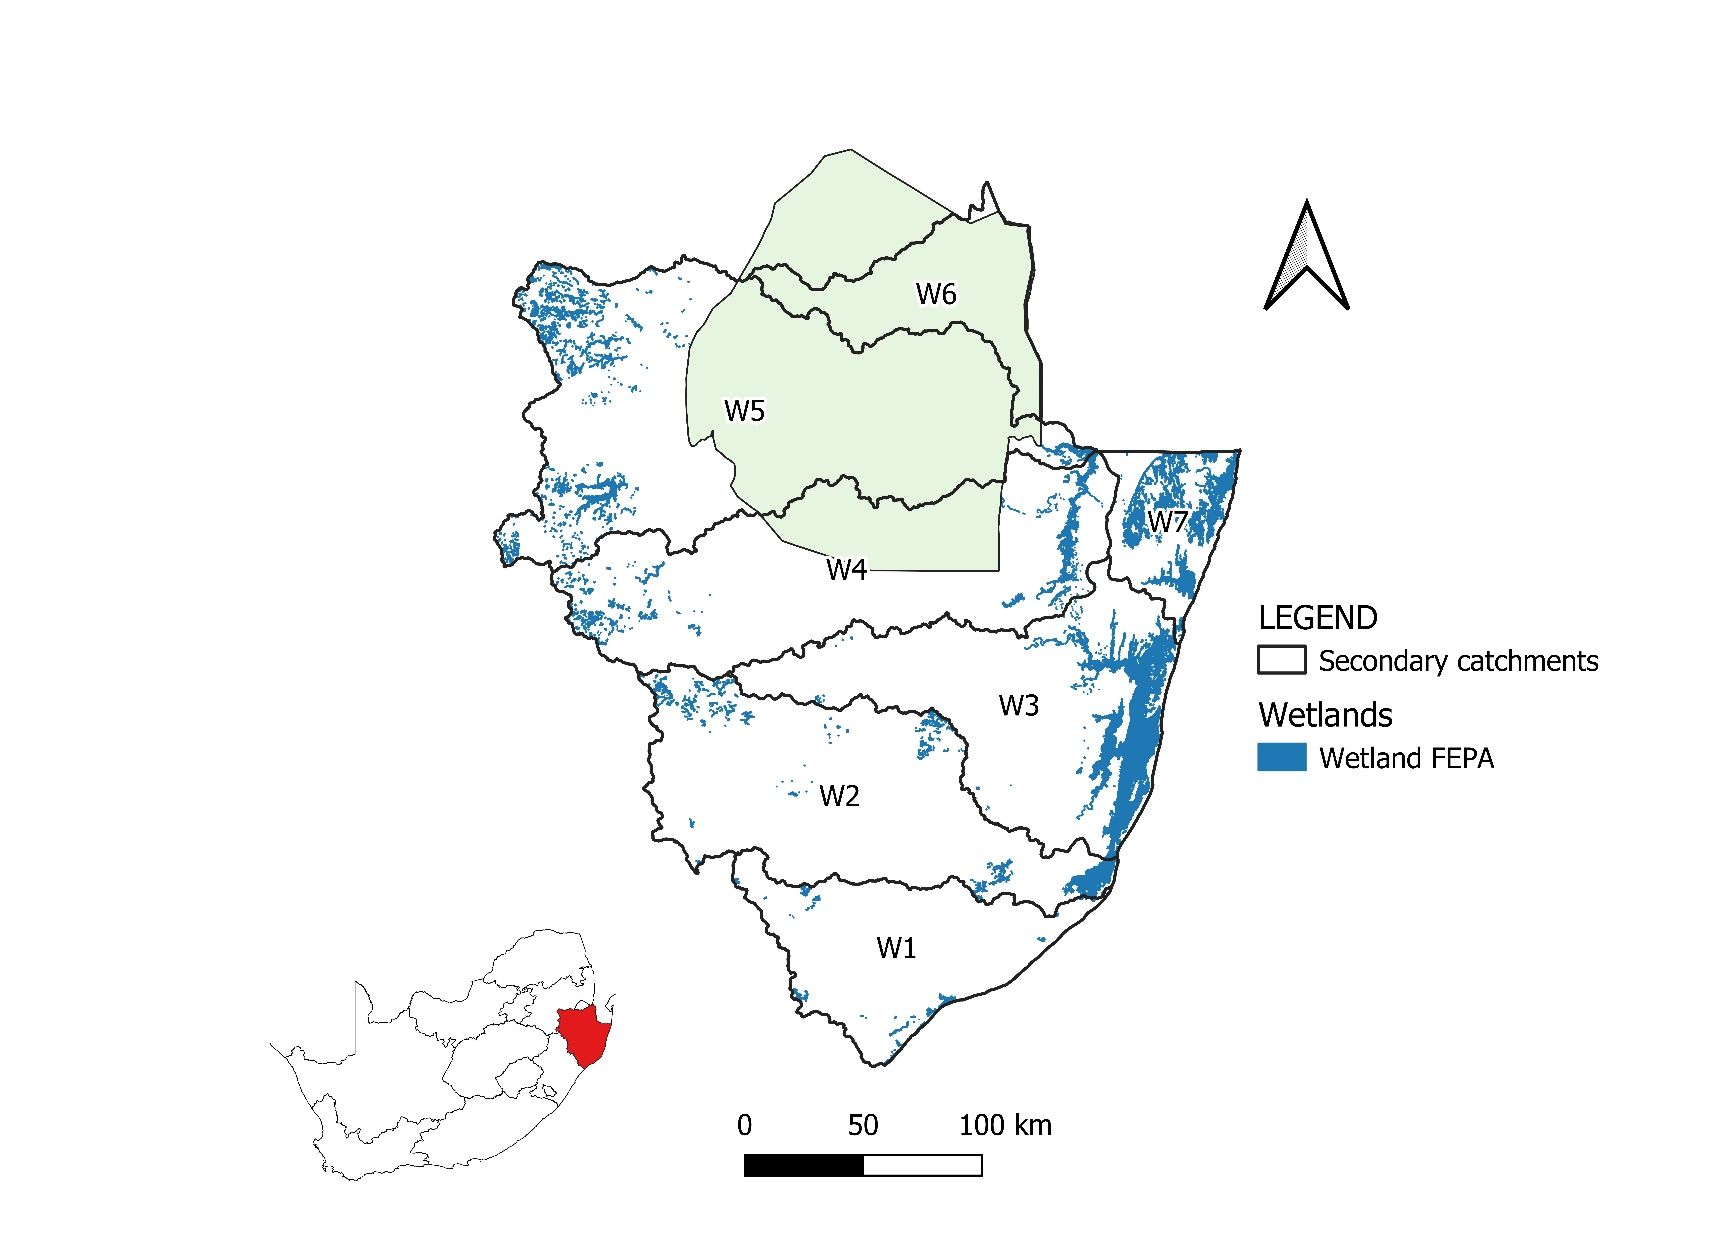 W6
W5
W7
W4
W3
W2
W1
LEGEND
Secondary catchments
Wetlands
Wetland FEPA
0 50 100 km